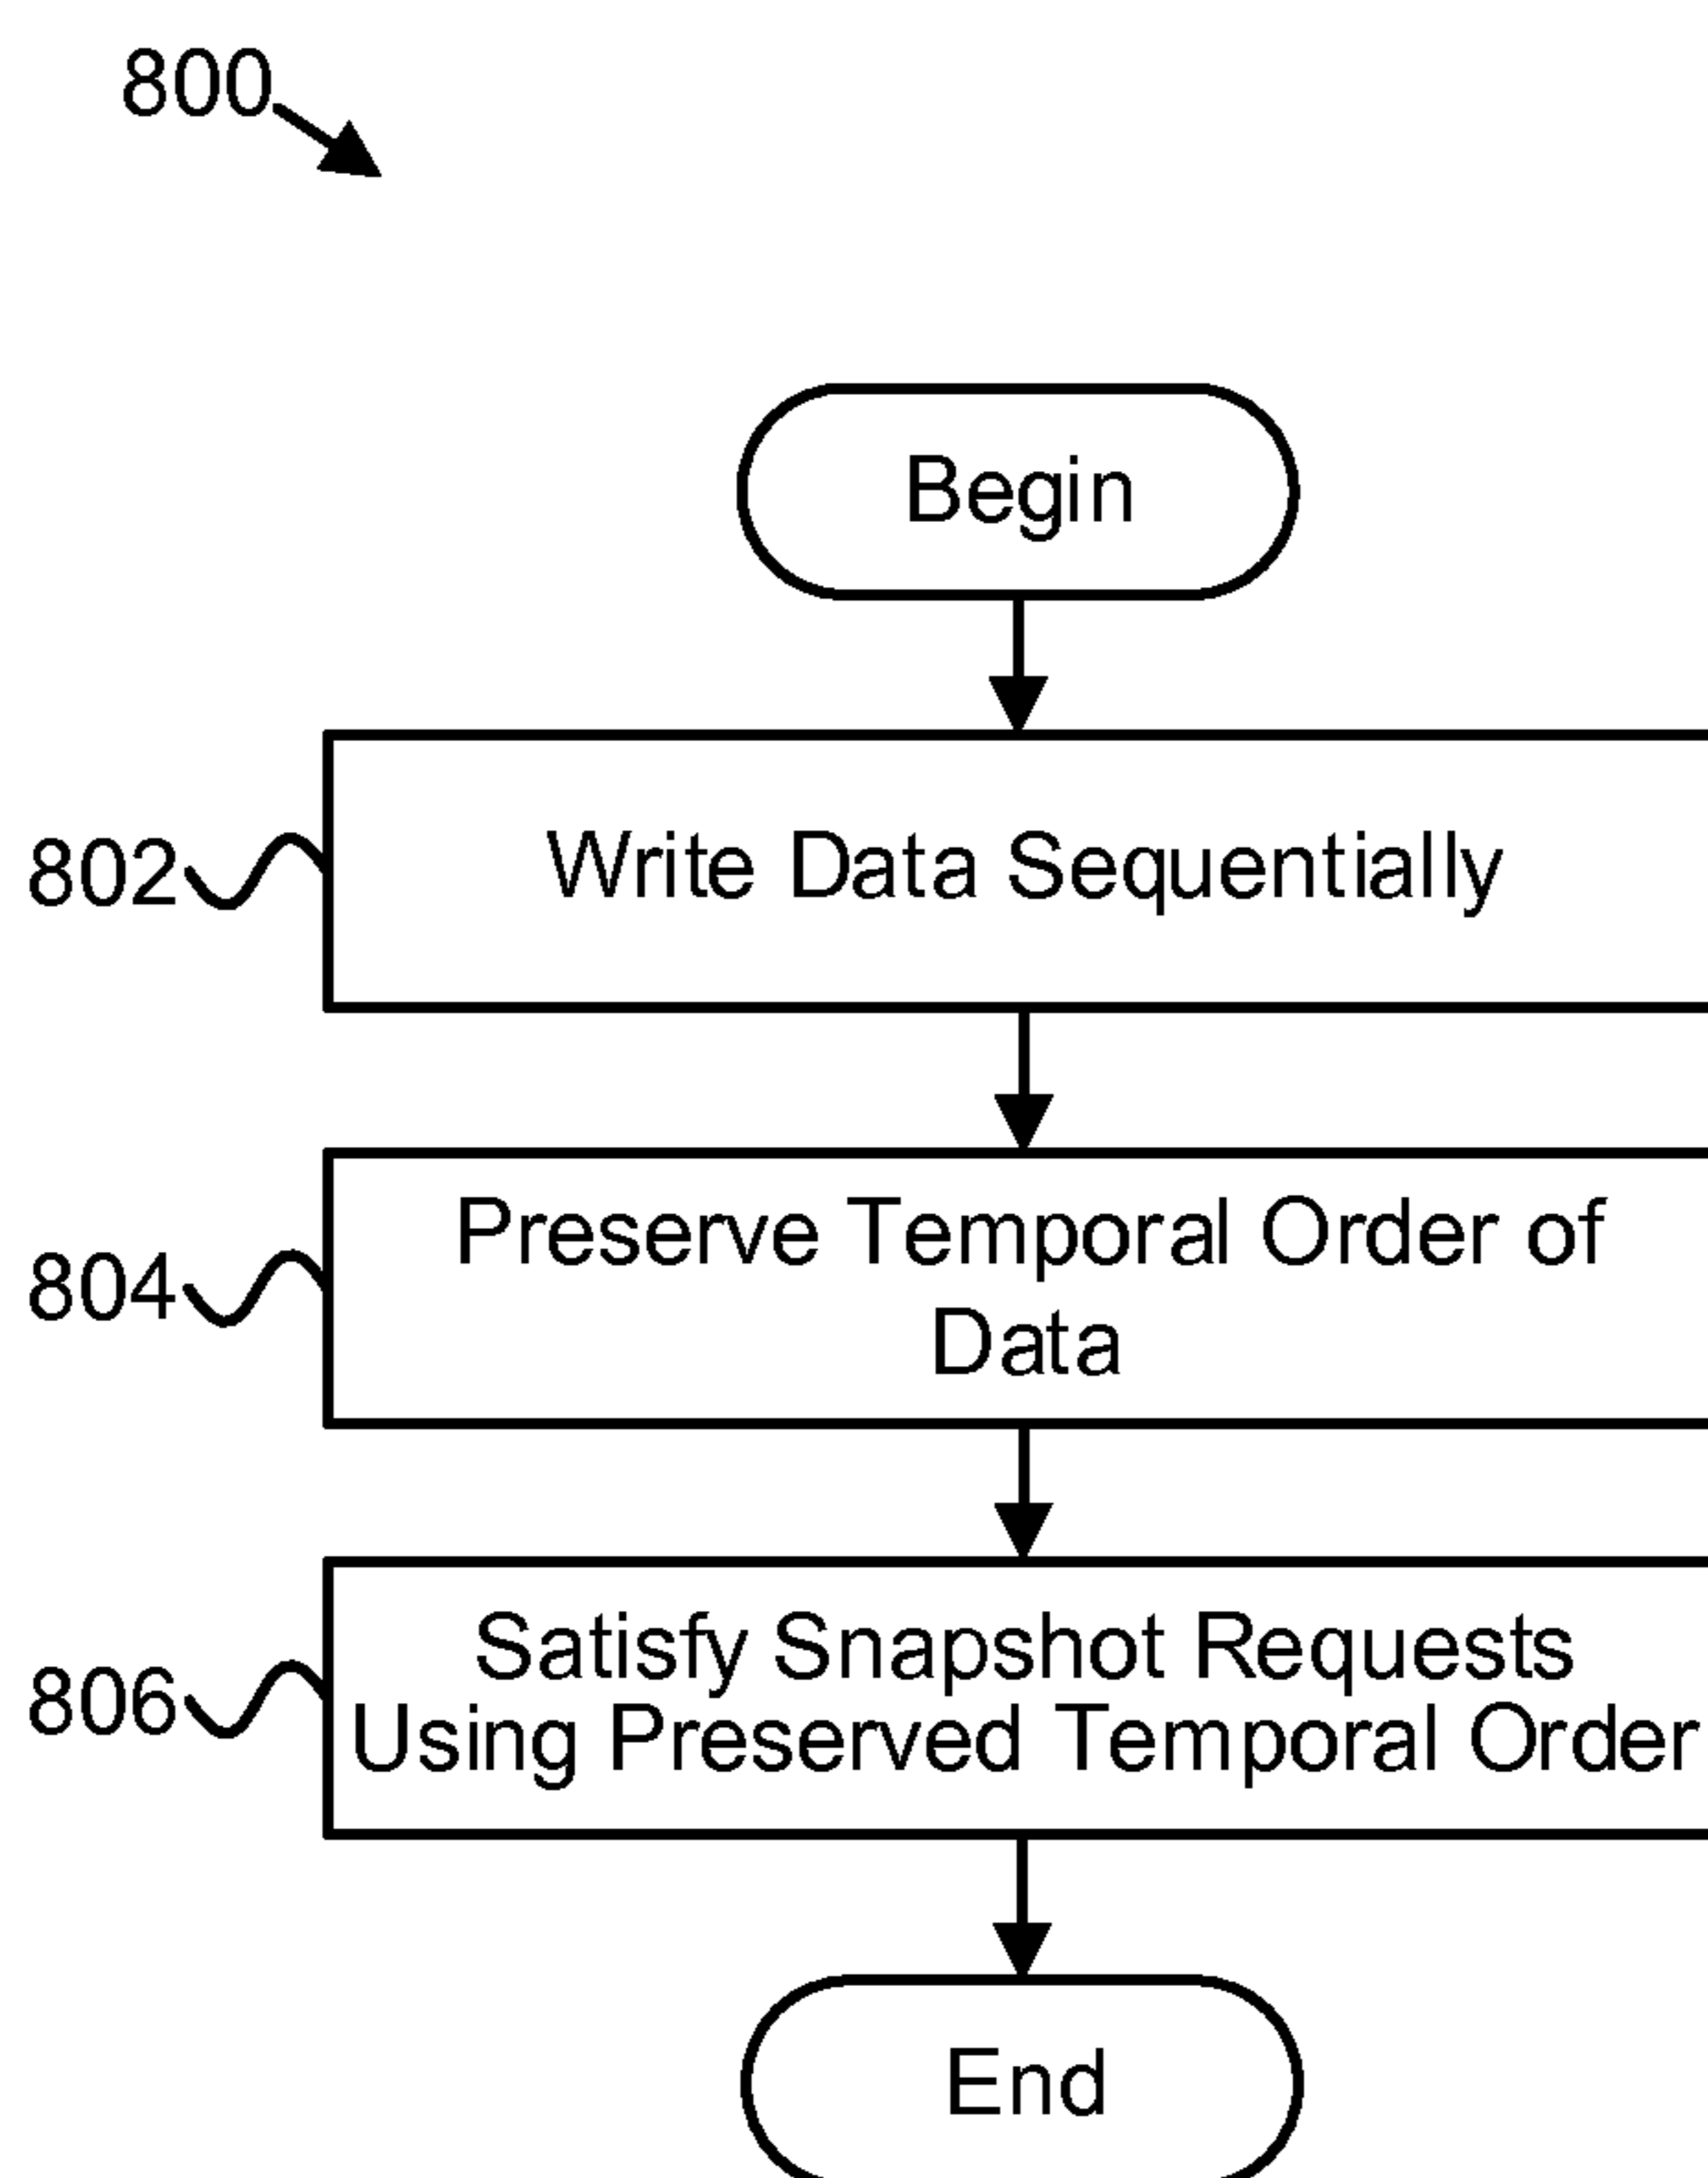 800
Begin
802
Write Data Sequentially
804
Preserve Temporal Order of
Data
806
Satisfy Snapshot Requests
Using Preserved Temporal Order
End